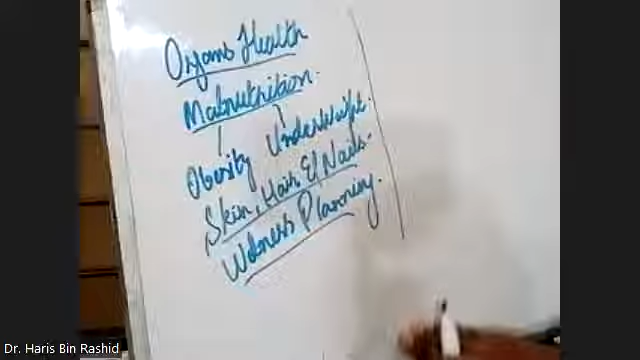 Organs Health
Malnutrition.
Obesity Underweight.
Skin, Hair & Nails-
Wellness Planning.
Dr. Haris Bin Rashid